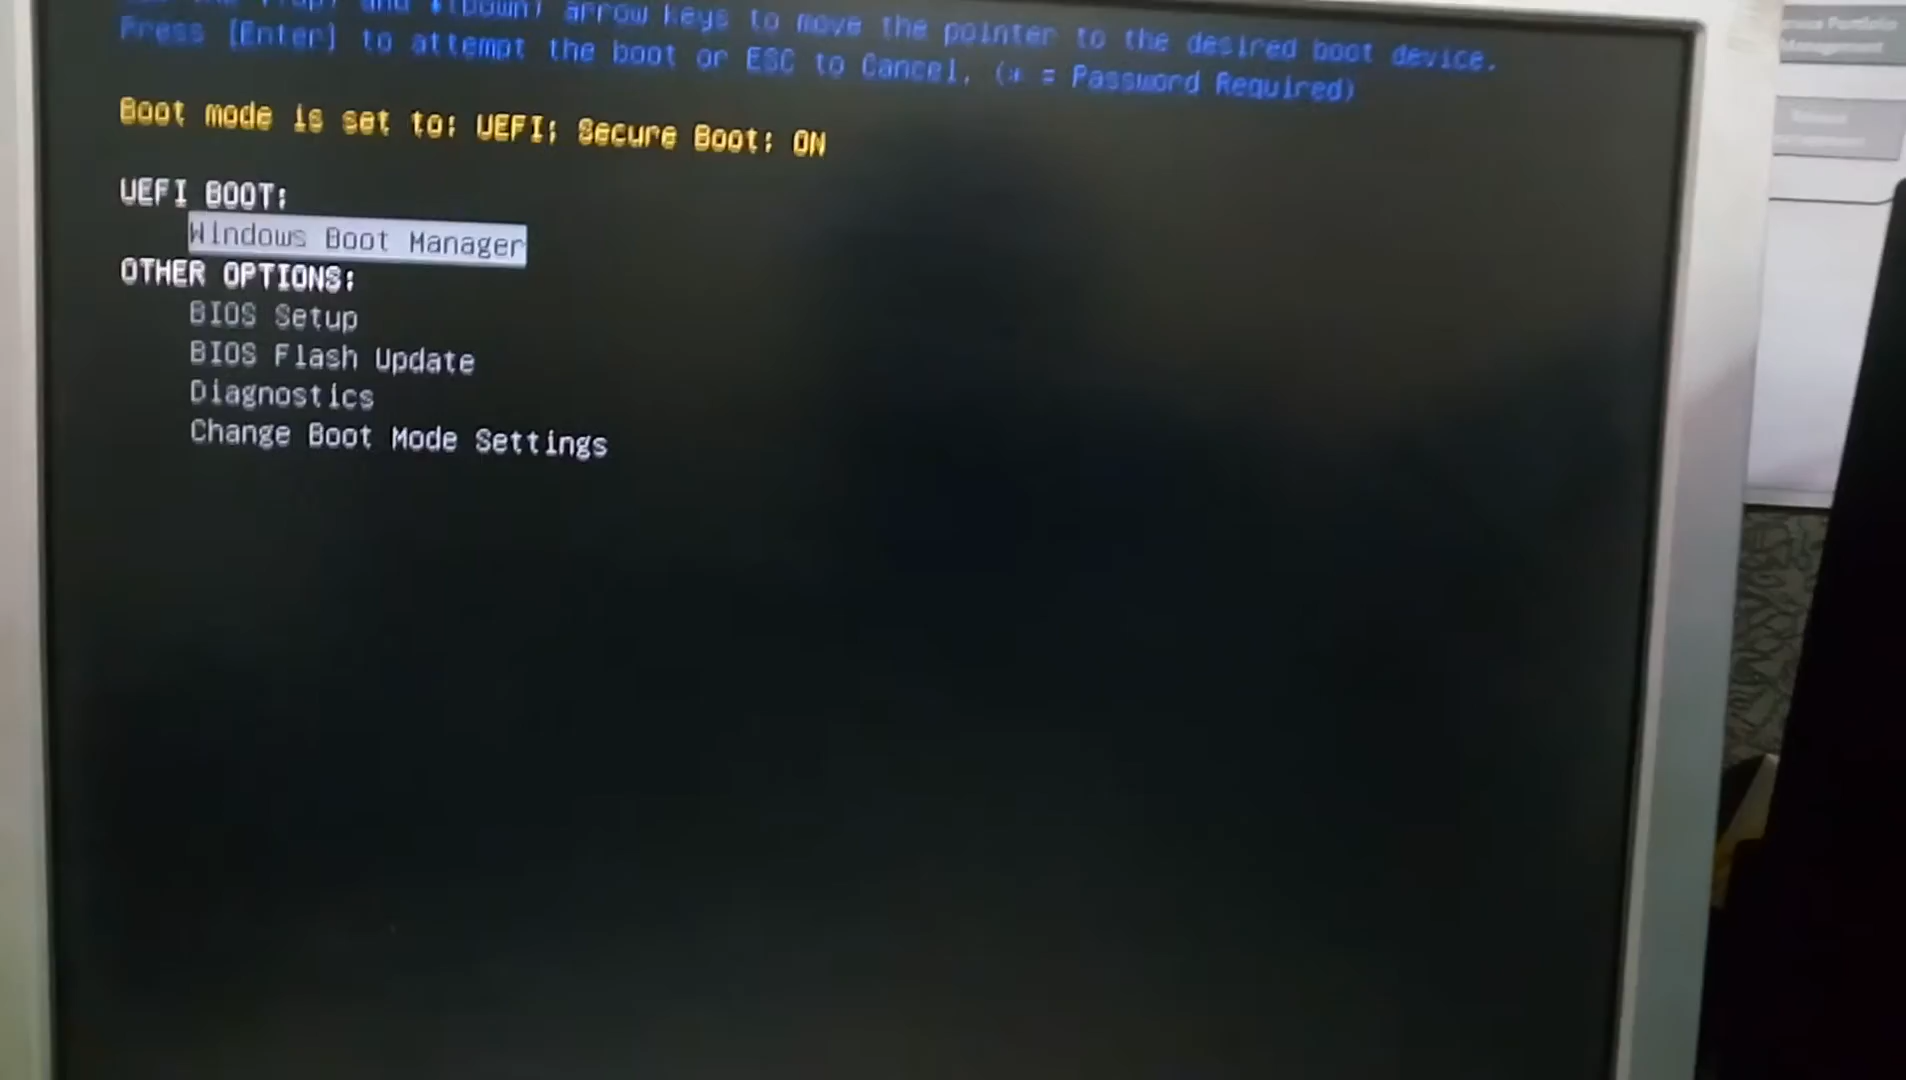 arrow keys to move the pointer to the desired boot device.
Press [Enter] to attempt the boot or ESC to Cancel. (* = Password Required)
Boot mode is set to: UEFI; Secure Boot: ON
UEFI BOOT:
Windows Boot Manager
OTHER OPTIONS:
BIOS Setup
BIOS Flash Update
Diagnostics
Change Boot Mode Settings
Management